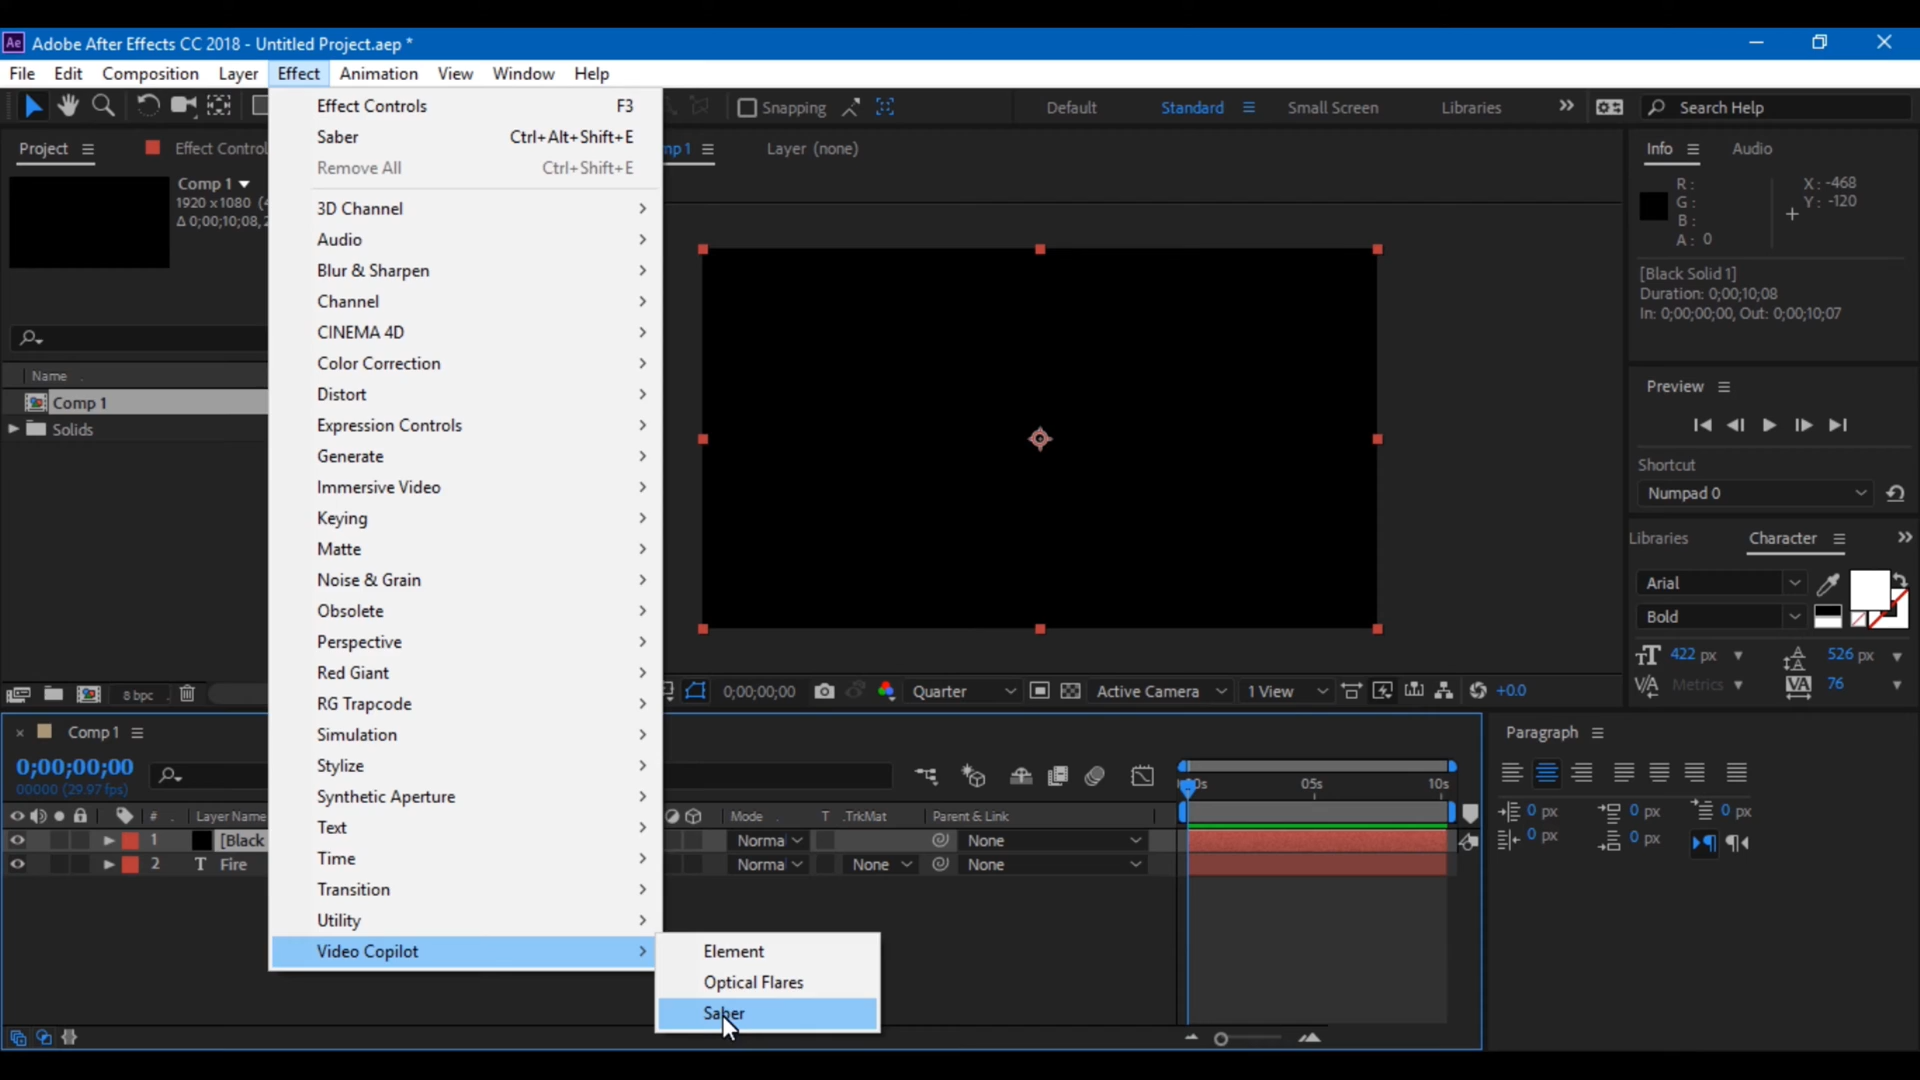 Ae Adobe After Effects CC 2018 - Untitled Project.aep *
File Edit Composition Layer Effect Animation View Window Help
Snapping Default Standard Small Screen Libraries Search Help
Project Effect Control
mp 1 Layer (none)
Info Audio
Comp 1
1920 x1080
Δ 0;00;10;08,
R:
G:
B:
A: 0
X: -468
Y: -120
[Black Solid 1]
Duration: 0;00;10;08
In: 0;00;00;00, Out: 0;00;10;07
Name
Comp 1
Solids
8 bpc
Effect Controls F3
Saber Ctrl+Alt+Shift+E
Remove All Ctrl+Shift+E
3D Channel
Audio
Blur & Sharpen
Channel
CINEMA 4D
Color Correction
Distort
Expression Controls
Generate
Immersive Video
Keying
Matte
Noise & Grain
Obsolete
Perspective
Red Giant
RG Trapcode
Simulation
Stylize
Synthetic Aperture
Text
Time
Transition
Utility
Video Copilot
Element
Optical Flares
Saber
Preview
Shortcut
Numpad 0
Libraries Character
Arial
Bold
422 px 526 px
Metrics 76
0;00;00;00 Quarter Active Camera 1 View +0.0
Comp 1
0;00;00;00
00000 (29.97 fps)
05s 10s
# Layer Name Mode T .TrkMat Parent & Link
1 [Black Norma None
2 T Fire Norma None None
Paragraph
0 px 0 px 0 px
0 px 0 px